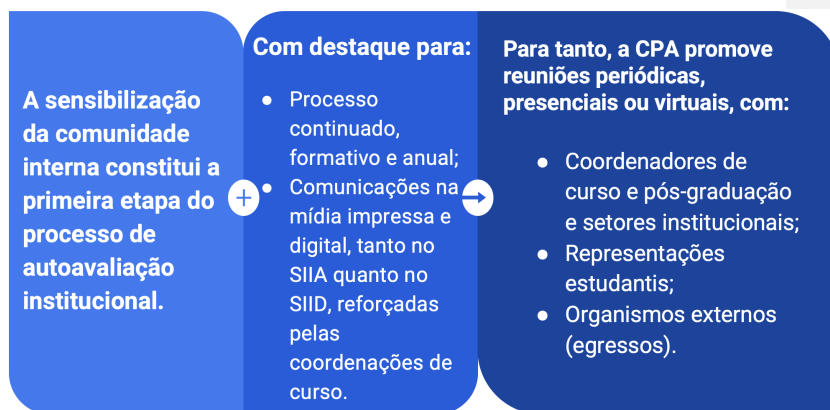 A sensibilização
da comunidade
interna constitui a
primeira etapa do
processo de
autoavaliação
institucional.
+
Com destaque para:
● Processo
continuado,
formativo e anual;
● Comunicações na
mídia impressa e
digital, tanto no
SIIA quanto no
SIID, reforçadas
pelas
coordenações de
curso.
Para tanto, a CPA promove
reuniões periódicas,
presenciais ou virtuais, com:
● Coordenadores de
curso e pós-graduação
e setores institucionais;
● Representações
estudantis;
● Organismos externos
(egressos).